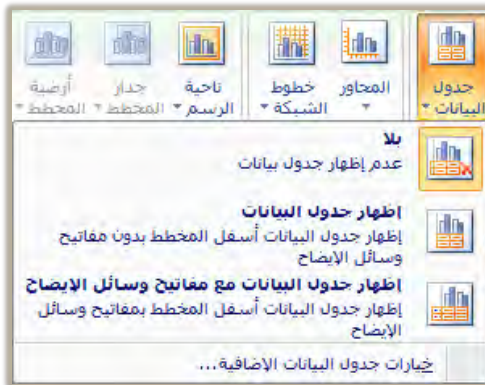 جدول البيانات
المحاور
خطوط الشبكة
ناحية الرسم
جدار المخطط
أرضية المخطط
بلا
عدم إظهار جدول بيانات
إظهار جدول البيانات
إظهار جدول البيانات أسفل المخطط بدون مفاتيح
وسائل الإيضاح
إظهار جدول البيانات مع مفاتيح وسائل الإيضاح
إظهار جدول البيانات أسفل المخطط بمفاتيح وسائل
الإيضاح
خيارات جدول البيانات الإضافية...